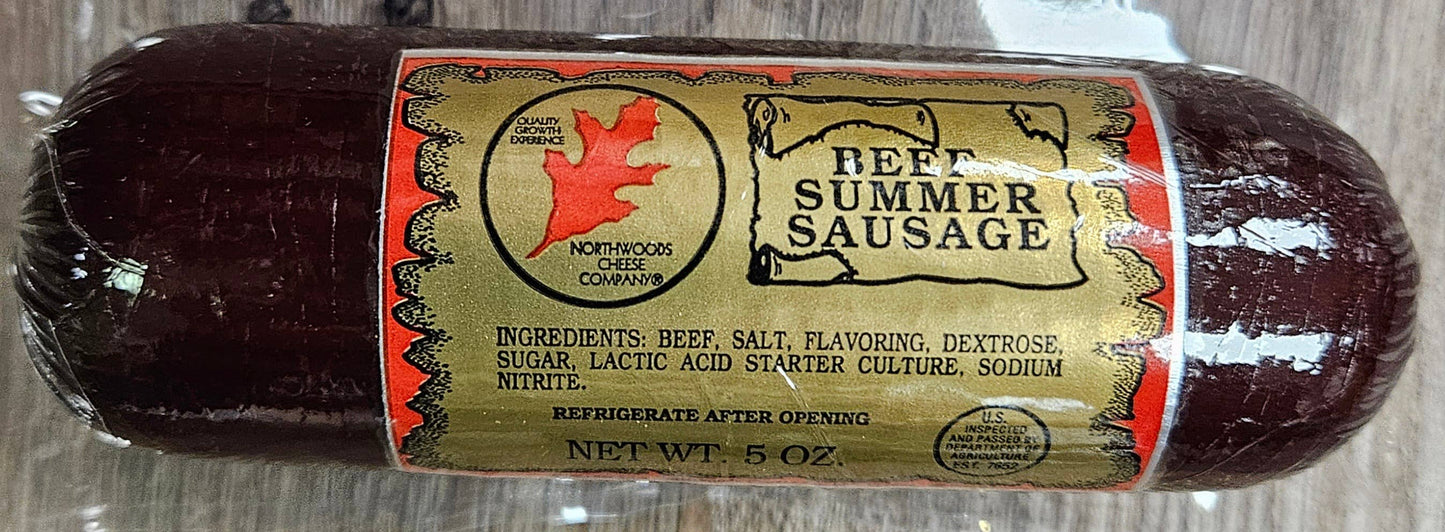 QUALITY
GROWTH
EXPERIENCE
NORTHWOODS
CHEESE
COMPANY®
BEEF
SUMMER
SAUSAGE
INGREDIENTS: BEEF, SALT, FLAVORING, DEXTROSE,
SUGAR, LACTIC ACID STARTER CULTURE, SODIUM
NITRITE.
REFRIGERATE AFTER OPENING
NET WT. 5 OZ.
U.S.
INSPECTED
AND PASSED BY
DEPARTMENT OF
AGRICULTURE
EST. 7652